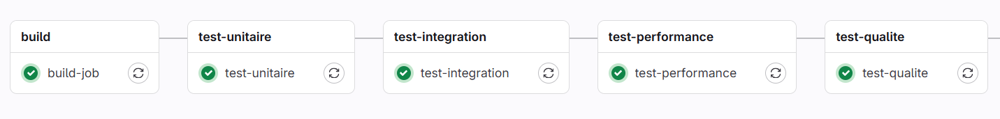 build
build-job
test-unitaire
test-unitaire
test-integration
test-integration
test-performance
test-performance
test-qualite
test-qualite